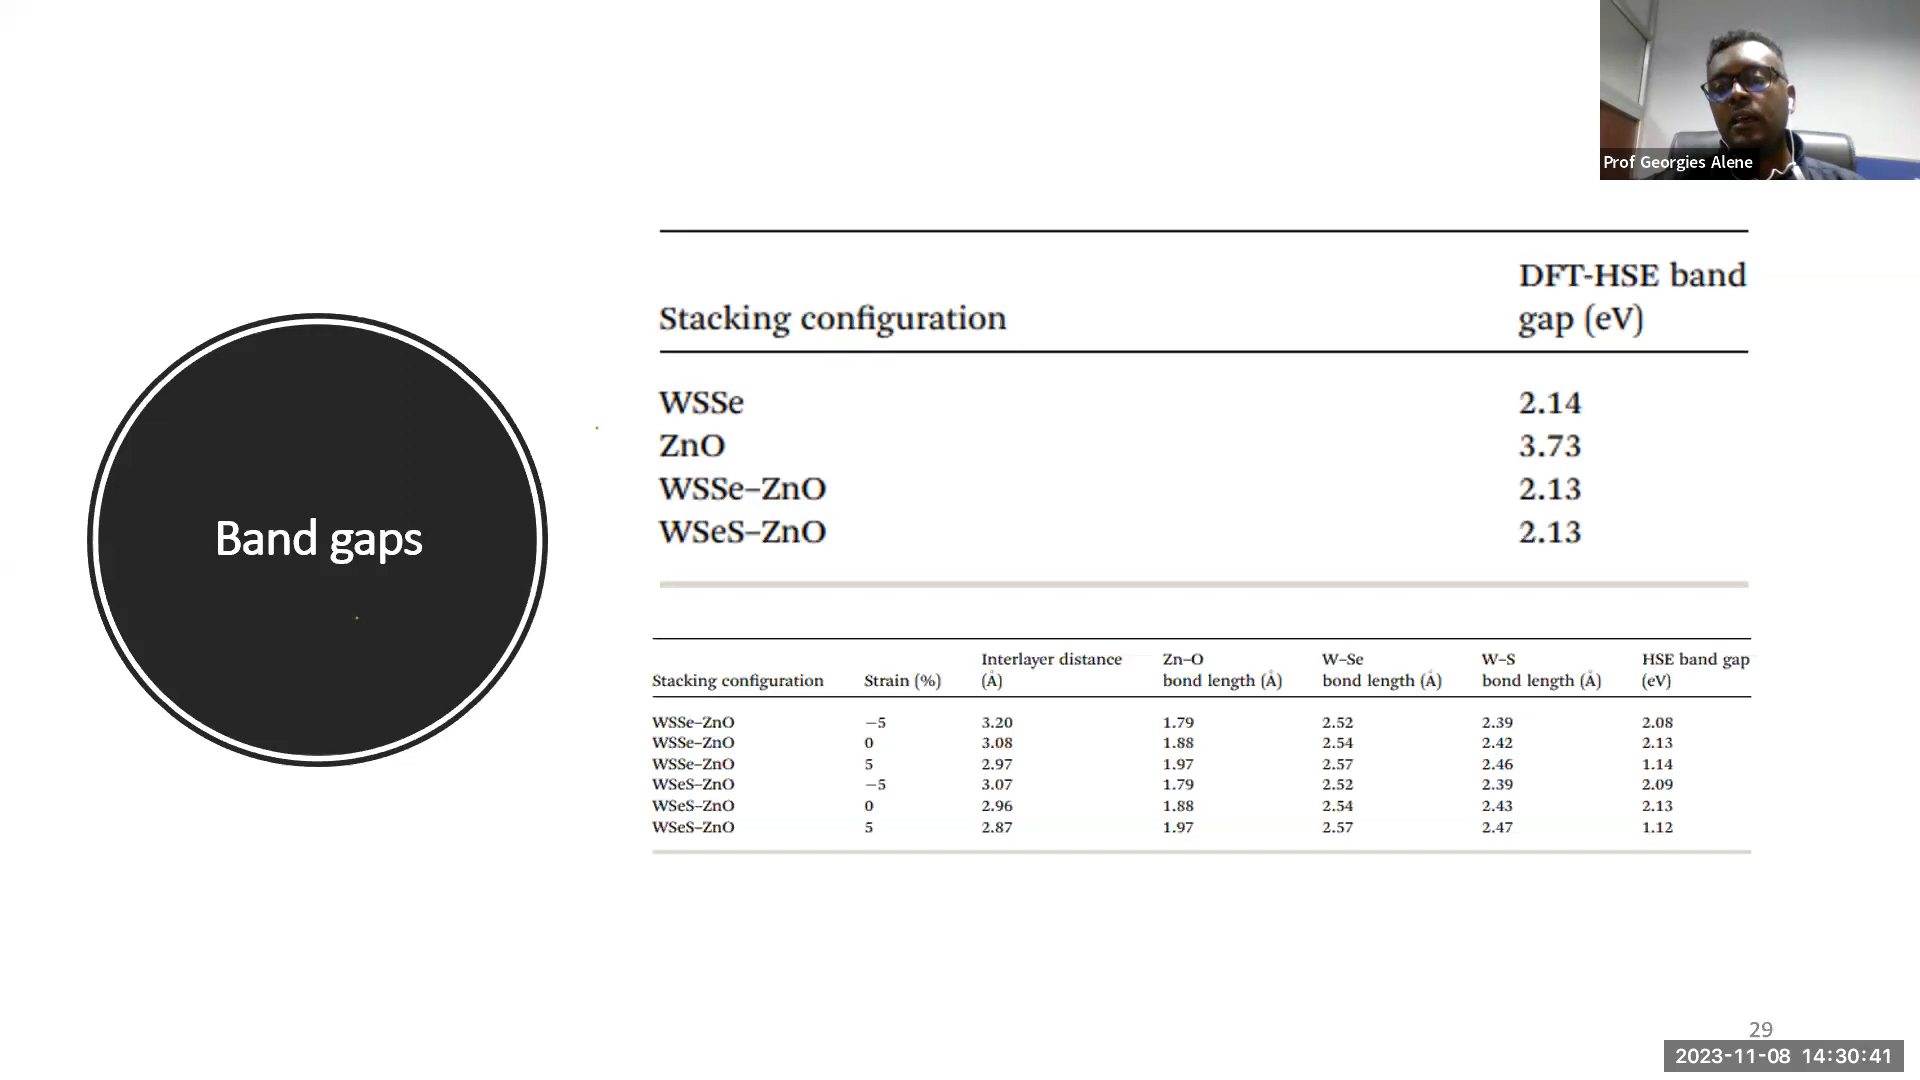 Prof Georgies Alene
Band gaps
Stacking configuration DFT-HSE band gap (eV)
WSSe 2.14
ZnO 3.73
WSSe–ZnO 2.13
WSeS–ZnO 2.13
Stacking configuration Strain (%) Interlayer distance (Å) Zn–O bond length (Å) W–Se bond length (Å) W–S bond length (Å) HSE band gap (eV)
WSSe–ZnO −5 3.20 1.79 2.52 2.39 2.08
WSSe–ZnO 0 3.08 1.88 2.54 2.42 2.13
WSSe–ZnO 5 2.97 1.97 2.57 2.46 1.14
WSeS–ZnO −5 3.07 1.79 2.52 2.39 2.09
WSeS–ZnO 0 2.96 1.88 2.54 2.43 2.13
WSeS–ZnO 5 2.87 1.97 2.57 2.47 1.12
29
2023-11-08 14:30:41